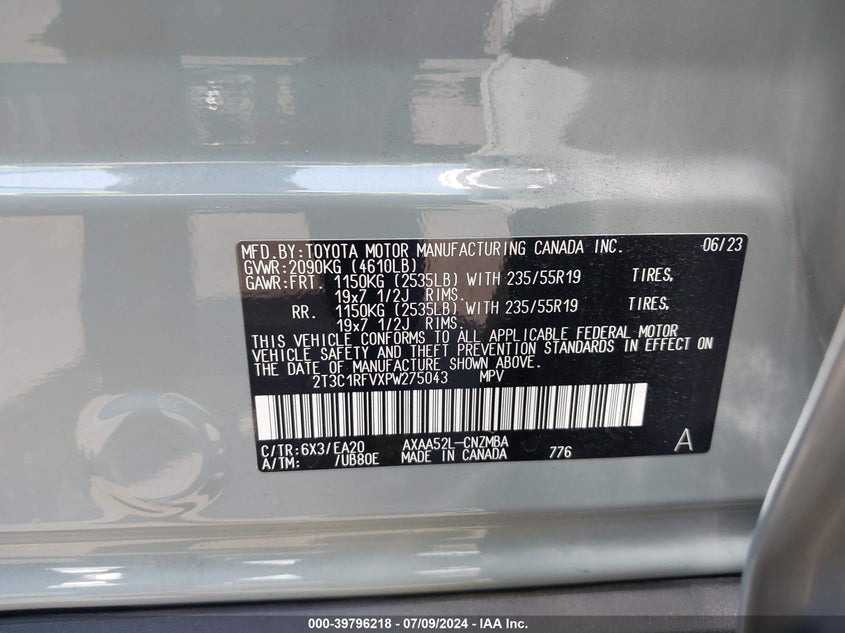 MFD.BY:TOYOTA MOTOR MANUFACTURING CANADA INC. 06/23
GVWR:2090KG (4610LB)
GAWR:FRT. 1150KG (2535LB) WITH 235/55R19 TIRES,
19x7 1/2J RIMS.
RR. 1150KG (2535LB) WITH 235/55R19 TIRES,
19x7 1/2J RIMS.
THIS VEHICLE CONFORMS TO ALL APPLICABLE FEDERAL MOTOR
VEHICLE SAFETY AND THEFT PREVENTION STANDARDS IN EFFECT ON
THE DATE OF MANUFACTURE SHOWN ABOVE.
2T3C1RFVXPW275043 MPV
C/TR:6X3/EA20 AXAA52L-CNZMBA
A/TM: /UB80E MADE IN CANADA 776 A
000-39796218 - 07/09/2024 - IAA Inc.